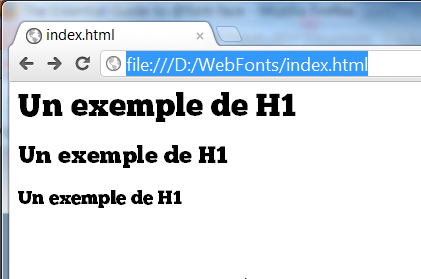 index.html
file:///D:/WebFonts/index.html
Un exemple de H1
Un exemple de H1
Un exemple de H1